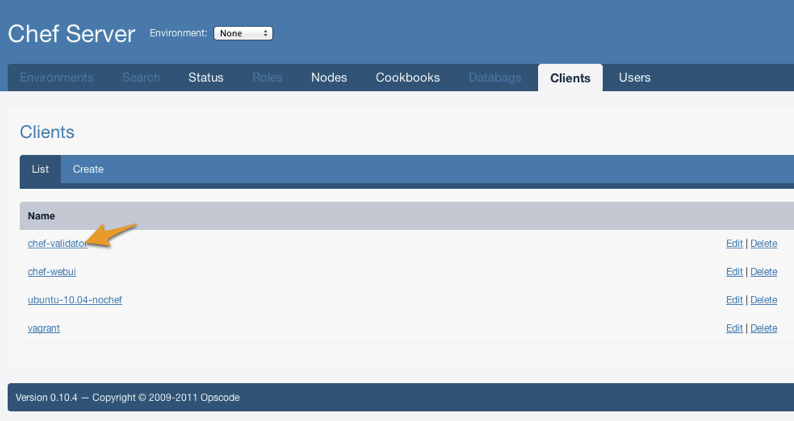 Chef Server Environment: None
Environments Search Status Roles Nodes Cookbooks Databags Clients Users
Clients
List Create
Name
chef-validator Edit | Delete
chef-webui Edit | Delete
ubuntu-10.04-nochef Edit | Delete
vagrant Edit | Delete
Version 0.10.4 — Copyright © 2009-2011 Opscode